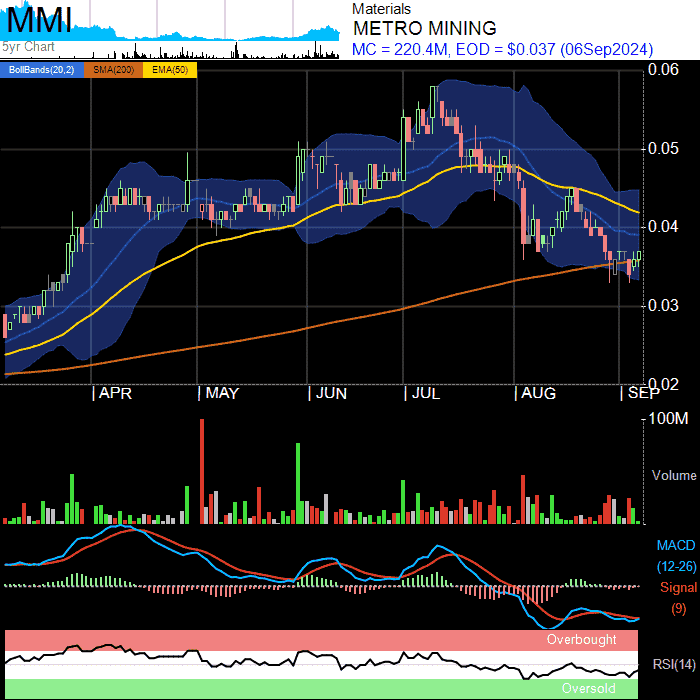 MMI
5yr Chart
Materials
METRO MINING
MC = 220.4M, EOD = $0.037 (06Sep2024)
BollBands(20,2) SMA(200) EMA(50)
0.06
0.05
0.04
0.03
0.02
APR MAY JUN JUL AUG SEP
100M
Volume
MACD
(12-26)
Signal
(9)
Overbought
RSI(14)
Oversold